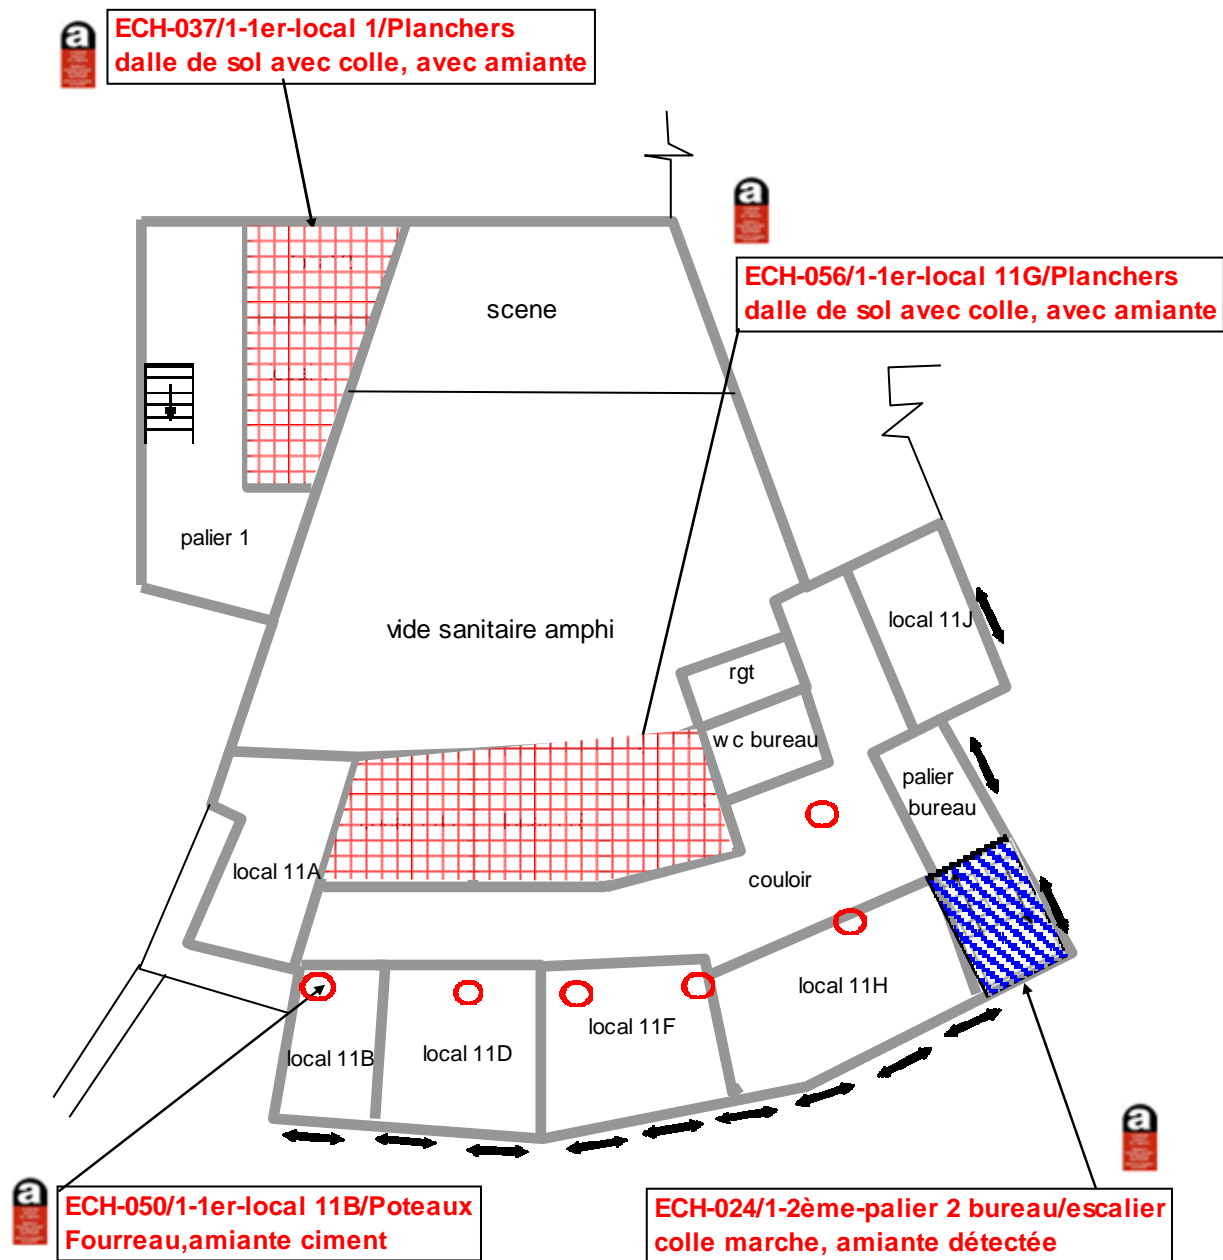 ECH-037/1-1er-local 1/Planchers
dalle de sol avec colle, avec amiante
a
a
ECH-056/1-1er-local 11G/Planchers
dalle de sol avec colle, avec amiante
scene
palier 1
vide sanitaire amphi
local 11J
rgt
wc bureau
palier
bureau
local 11A
couloir
local 11H
local 11F
local 11D
local 11B
a
a
ECH-050/1-1er-local 11B/Poteaux
Fourreau,amiante ciment
ECH-024/1-2ème-palier 2 bureau/escalier
colle marche, amiante détectée